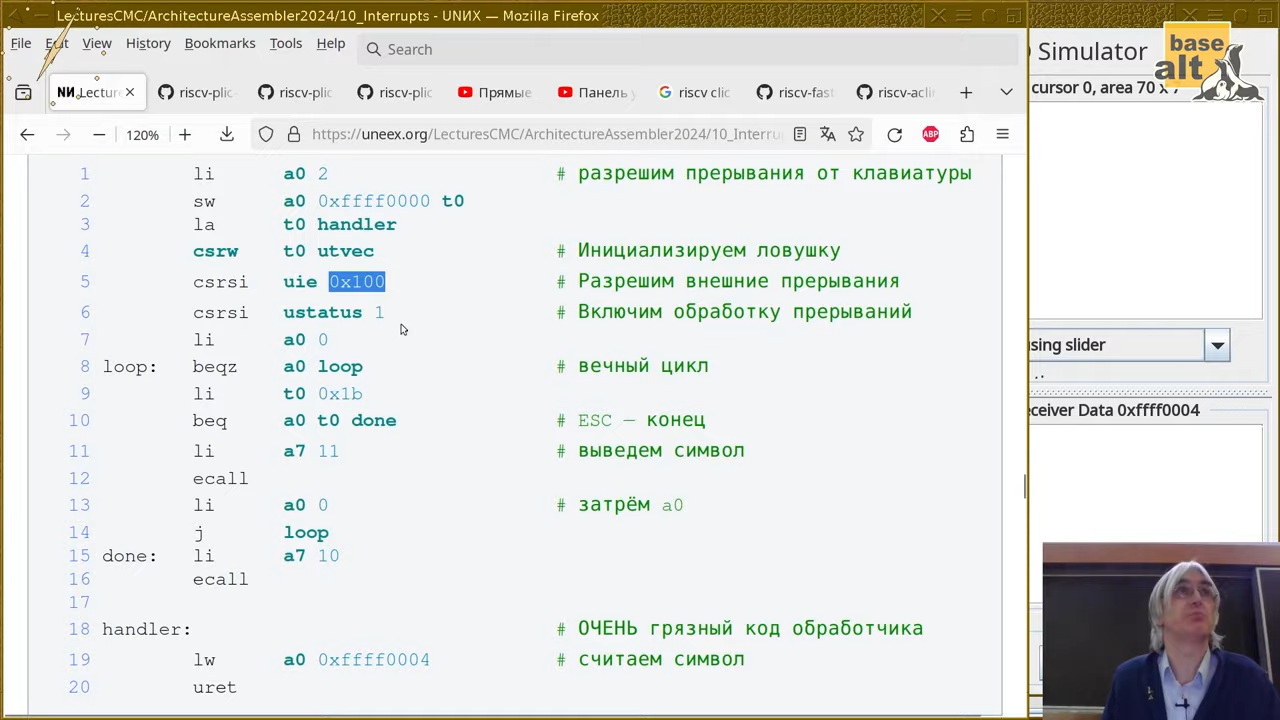 LecturesCMC/ArchitectureAssembler2024/10_Interrupts - UNИX — Mozilla Firefox
File Edit View History Bookmarks Tools Help
Search
Lecture
riscv-plic
riscv-plic
riscv-plic
Прямые
Панель у
riscv clic
riscv-fast
riscv-acli
120%
https://uneex.org/LecturesCMC/ArchitectureAssembler2024/10_Interru
ABP
Simulator
base
alt
cursor 0, area 70 x 7
using slider
ceiver Data 0xffff0004
1 li a0 2 # разрешим прерывания от клавиатуры
2 sw a0 0xffff0000 t0
3 la t0 handler
4 csrw t0 utvec # Инициализируем ловушку
5 csrsi uie 0x100 # Разрешим внешние прерывания
6 csrsi ustatus 1 # Включим обработку прерываний
7 li a0 0
8 loop: beqz a0 loop # вечный цикл
9 li t0 0x1b
10 beq a0 t0 done # ESC — конец
11 li a7 11 # выведем символ
12 ecall
13 li a0 0 # затрём a0
14 j loop
15 done: li a7 10
16 ecall
17
18 handler: # ОЧЕНЬ грязный код обработчика
19 lw a0 0xffff0004 # считаем символ
20 uret